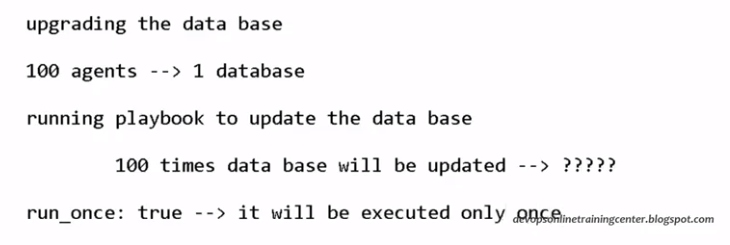 upgrading the data base
100 agents --> 1 database
running playbook to update the data base
100 times data base will be updated --> ?????
run_once: true --> it will be executed only once
devopsonlinetrainingcenter.blogspot.com